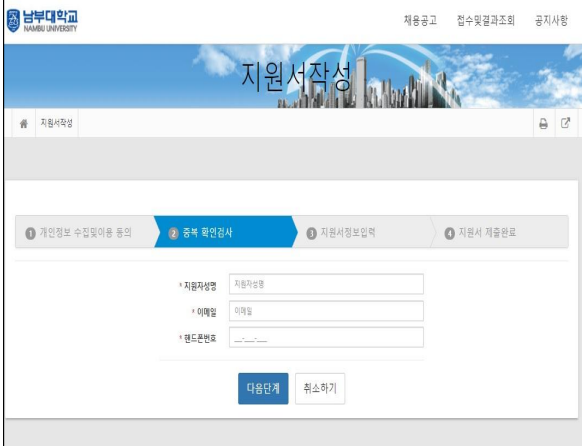 남부대학교
NAMBU UNIVERSITY
채용공고 접수및결과조회 공지사항
지원서작성
지원서작성
1 개인정보 수집및이용 동의
2 중복 확인검사
3 지원서정보입력
4 지원서 제출완료
* 지원자성명 지원자성명
* 이메일 이메일
* 핸드폰번호 __-__-__
다음단계 취소하기